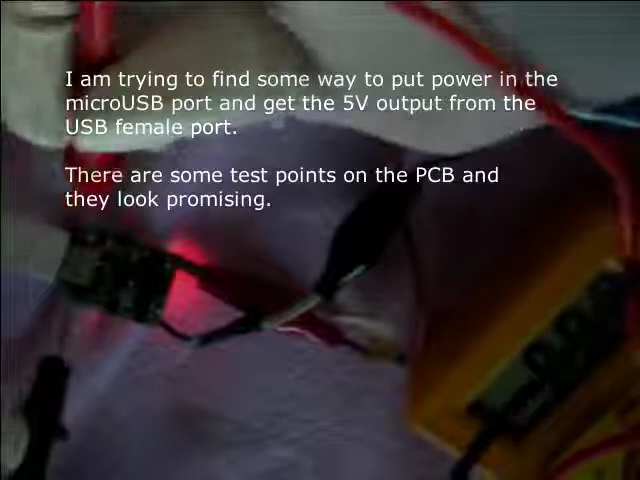 I am trying to find some way to put power in the
microUSB port and get the 5V output from the
USB female port.
There are some test points on the PCB and
they look promising.